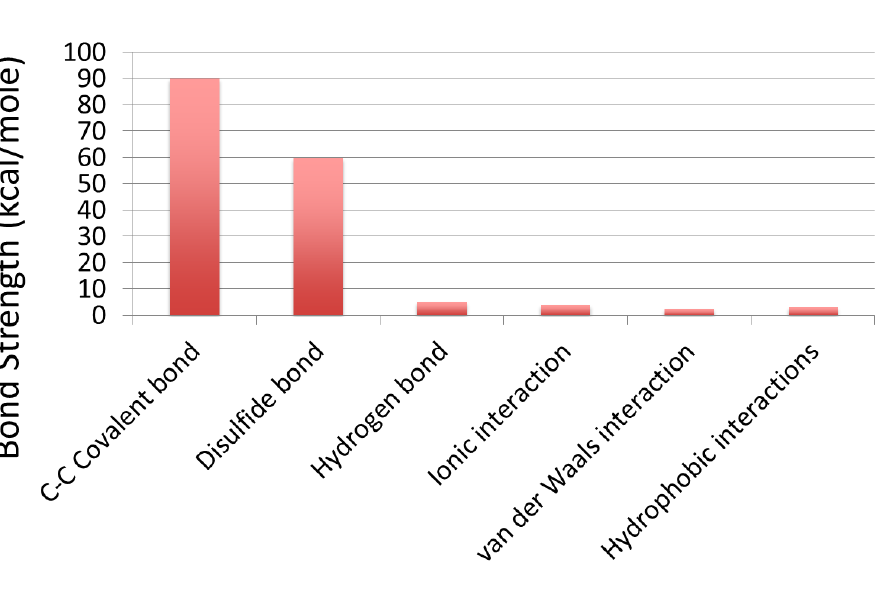 Bond Strength (kcal/mole)
100
90
80
70
60
50
40
30
20
10
0
C-C Covalent bond
Disulfide bond
Hydrogen bond
Ionic interaction
van der Waals interaction
Hydrophobic interactions